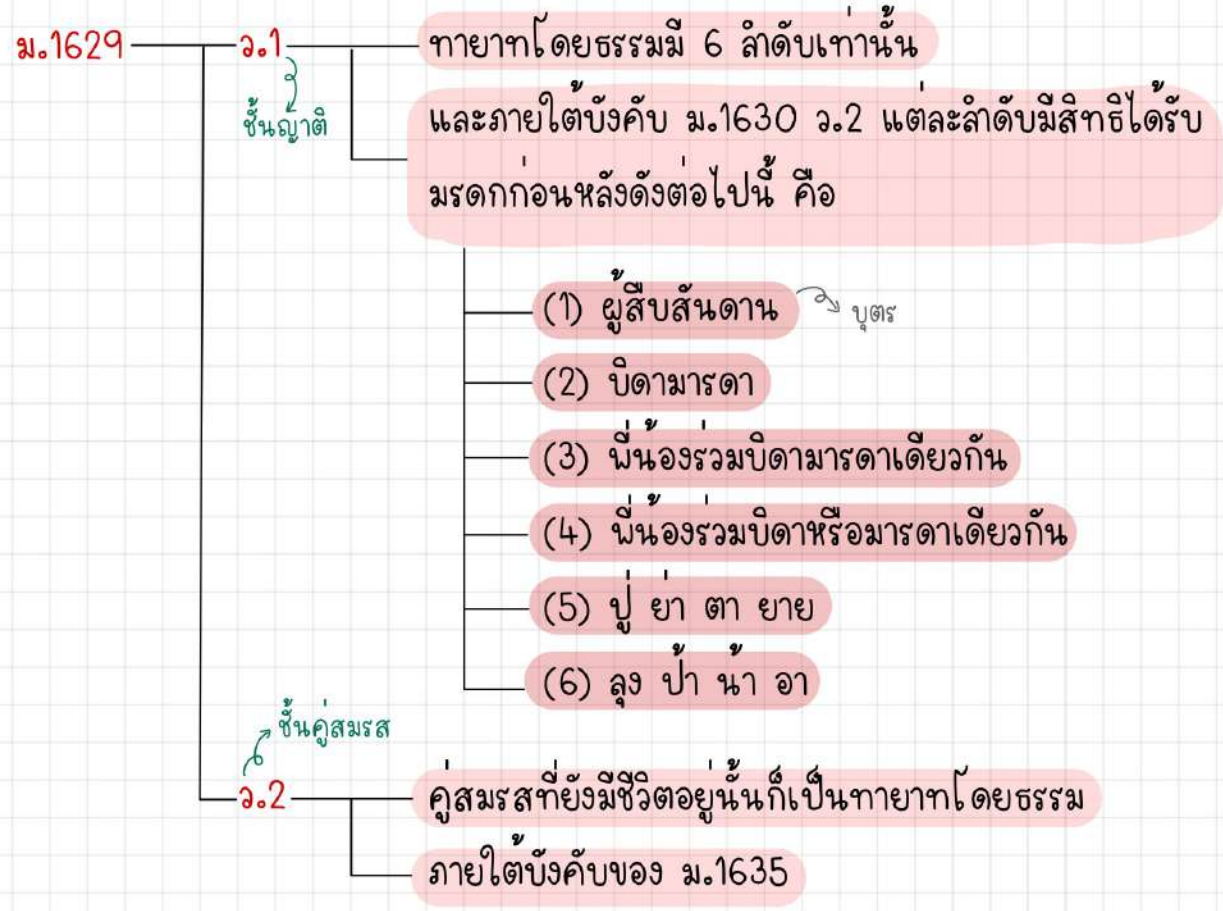 ม.1629
ว.1
ชั้นญาติ
ทายาทโดยธรรมมี 6 ลำดับเท่านั้น
และภายใต้บังคับ ม.1630 ว.2 แต่ละลำดับมีสิทธิได้รับ
มรดกก่อนหลังดังต่อไปนี้ คือ
(1) ผู้สืบสันดาน
บุตร
(2) บิดามารดา
(3) พี่น้องร่วมบิดามารดาเดียวกัน
(4) พี่น้องร่วมบิดาหรือมารดาเดียวกัน
(5) ปู่ ย่า ตา ยาย
(6) ลุง ป้า น้า อา
ชั้นคู่สมรส
ว.2
คู่สมรสที่ยังมีชีวิตอยู่นั้นก็เป็นทายาทโดยธรรม
ภายใต้บังคับของ ม.1635